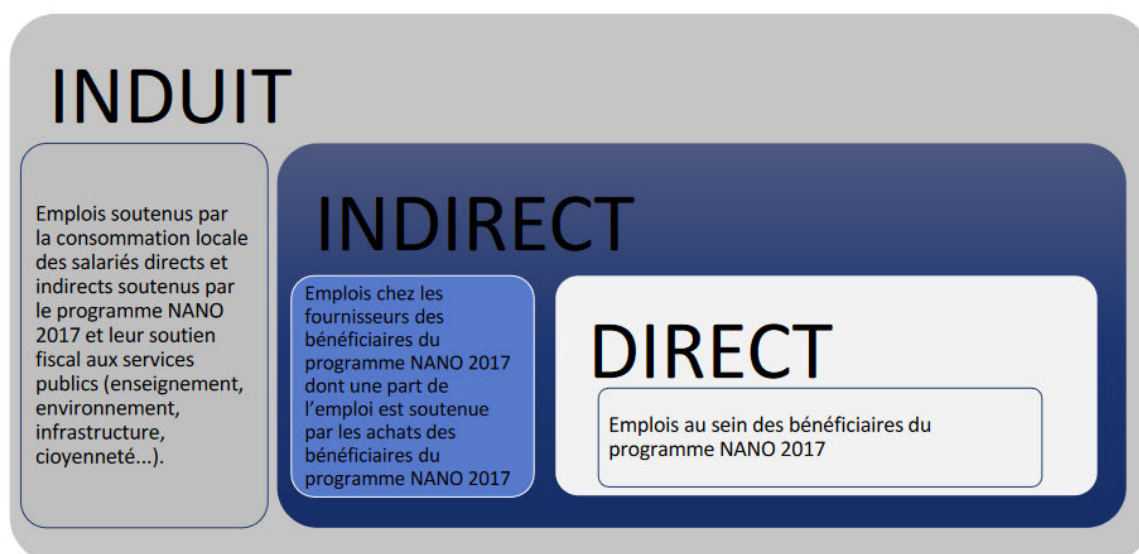 INDUIT
Emplois soutenus par
la consommation locale
des salariés directs et
indirects soutenus par
le programme NANO
2017 et leur soutien
fiscal aux services
publics (enseignement,
environnement,
infrastructure,
cioyenneté...).
INDIRECT
Emplois chez les
fournisseurs des
bénéficiaires du
programme NANO 2017
dont une part de
l'emploi est soutenue
par les achats des
bénéficiaires du
programme NANO 2017
DIRECT
Emplois au sein des bénéficiaires du
programme NANO 2017